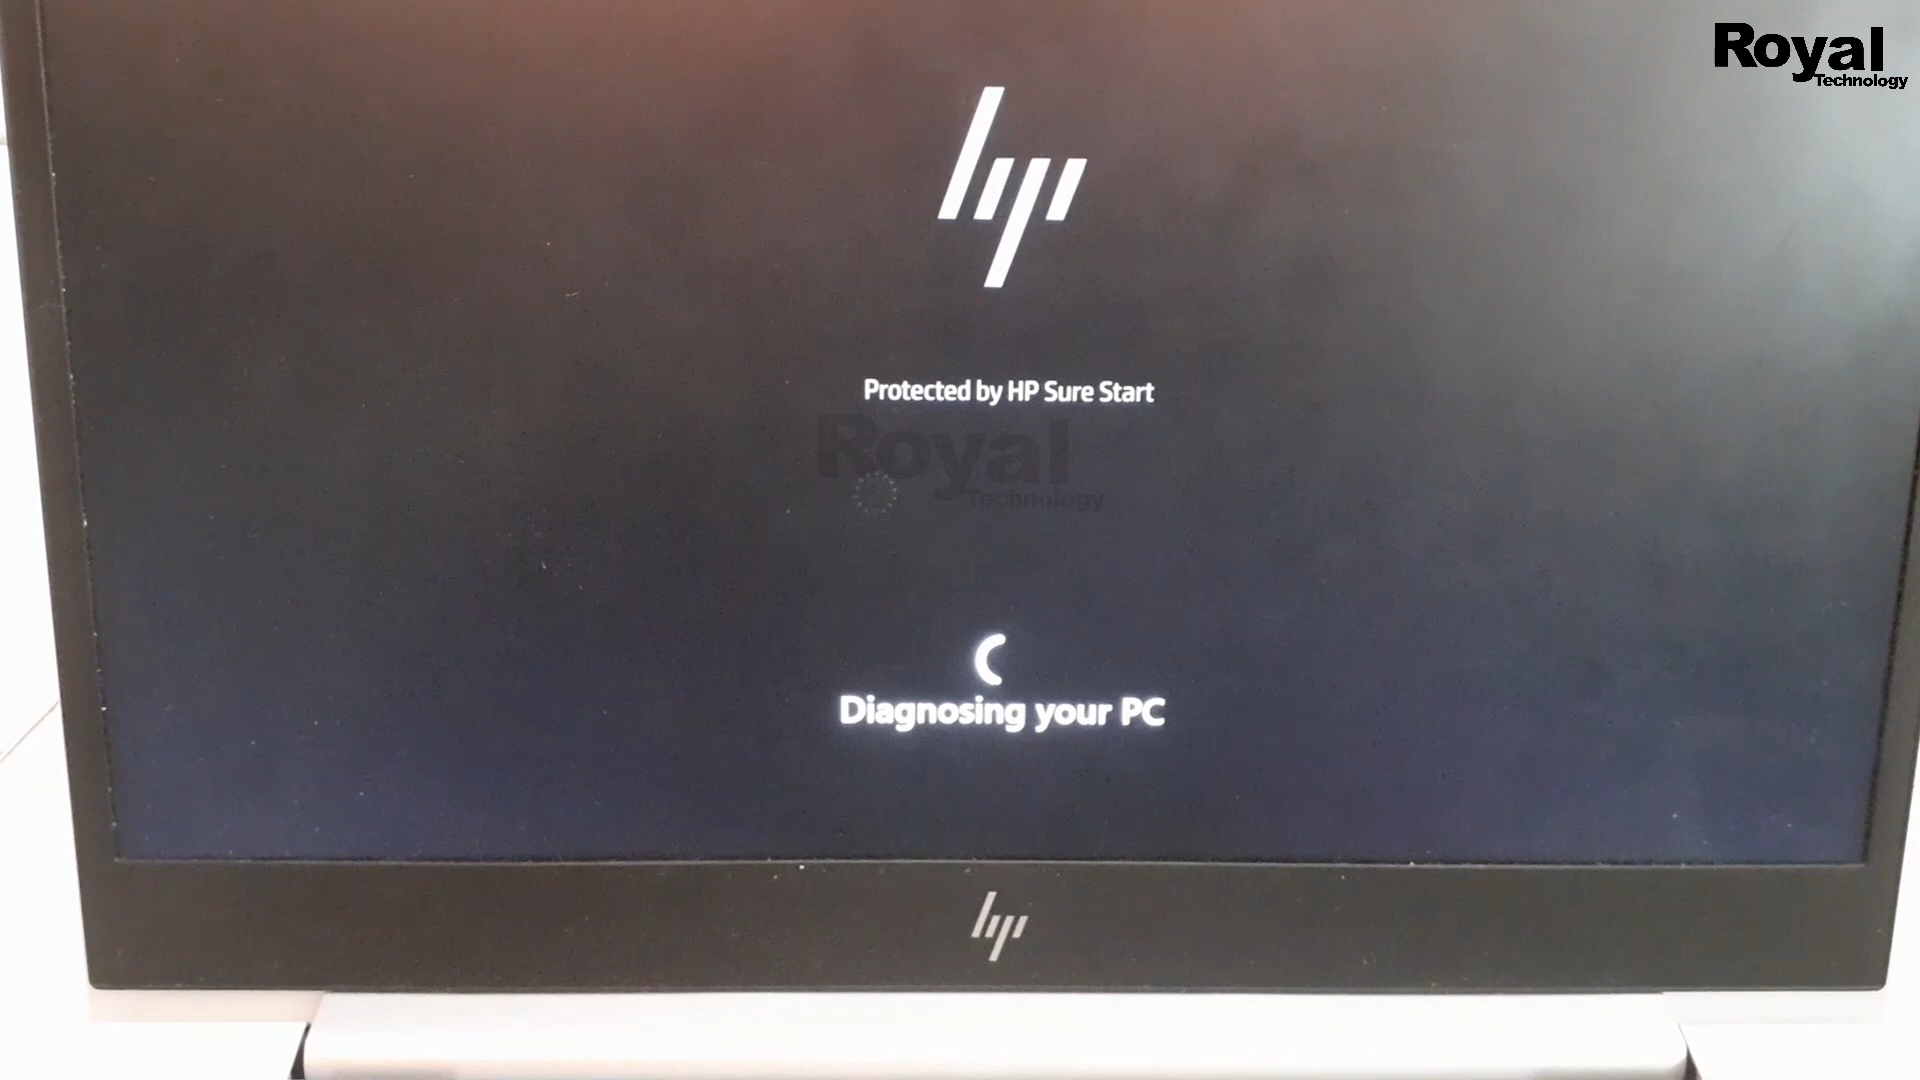 Royal
Technology
hp
Protected by HP Sure Start
Royal
Technology
Diagnosing your PC
hp